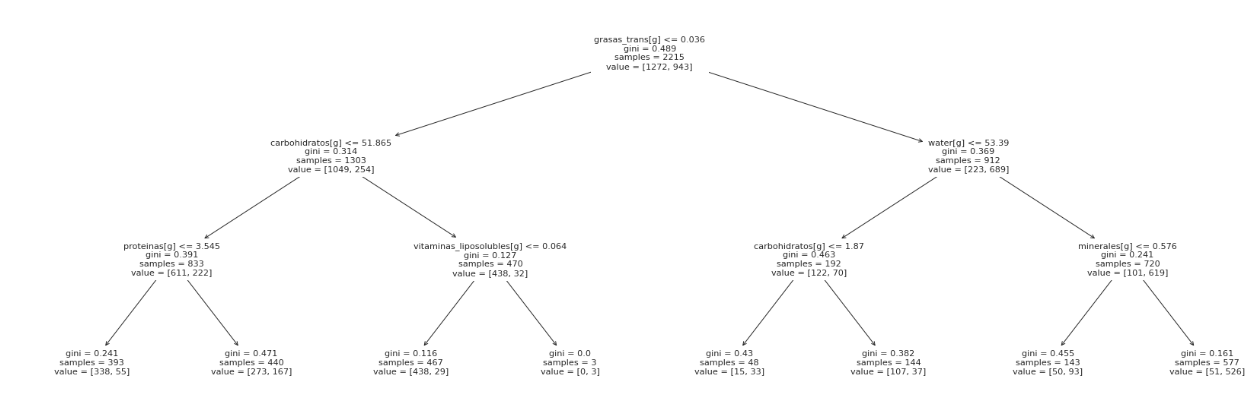 grasas_trans[g] <= 0.036
gini = 0.489
samples = 2215
value = [1272, 943]
carbohidratos[g] <= 51.865
gini = 0.314
samples = 1303
value = [1049, 254]
water[g] <= 53.39
gini = 0.369
samples = 912
value = [223, 689]
proteinas[g] <= 3.545
gini = 0.391
samples = 833
value = [611, 222]
vitaminas_liposolubles[g] <= 0.064
gini = 0.127
samples = 470
value = [438, 32]
carbohidratos[g] <= 1.87
gini = 0.463
samples = 192
value = [122, 70]
minerales[g] <= 0.576
gini = 0.241
samples = 720
value = [101, 619]
gini = 0.241
samples = 393
value = [338, 55]
gini = 0.471
samples = 440
value = [273, 167]
gini = 0.116
samples = 467
value = [438, 29]
gini = 0.0
samples = 3
value = [0, 3]
gini = 0.43
samples = 48
value = [15, 33]
gini = 0.382
samples = 144
value = [107, 37]
gini = 0.455
samples = 143
value = [50, 93]
gini = 0.161
samples = 577
value = [51, 526]